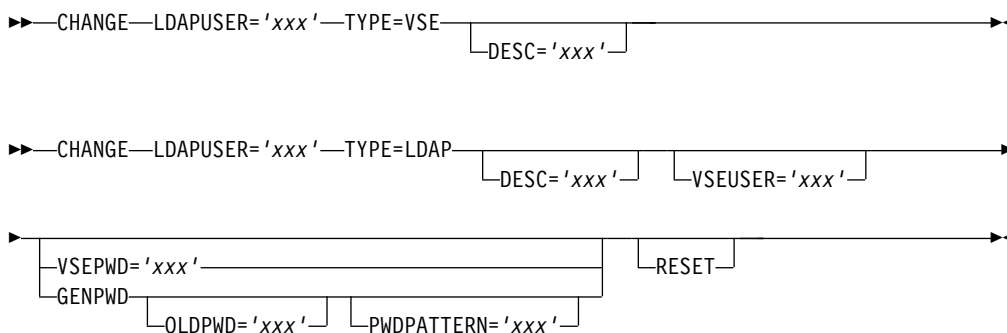 CHANGE LDAPUSER='xxx' TYPE=VSE
DESC='xxx'
CHANGE LDAPUSER='xxx' TYPE=LDAP
DESC='xxx' VSEUSER='xxx'
VSEPWD='xxx' RESET
GENPWD
OLDPWD='xxx' PWDPATTERN='xxx'